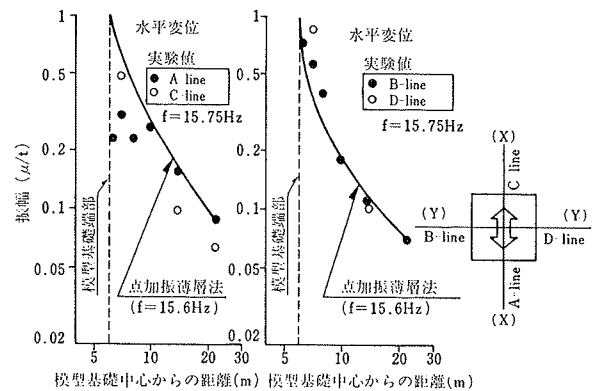 水平変位
実験値
● A line
○ C line
f=15.75Hz
振幅 (μ/t)
1
0.5
0.2
0.1
0.05
0.02
模型基礎端部
点加振薄層法
(f=15.6Hz)
5
10
20
30
模型基礎中心からの距離(m)
水平変位
実験値
● B-line
○ D-line
f=15.75Hz
1
0.5
0.2
0.1
0.05
0.02
模型基礎端部
点加振薄層法
(f=15.6Hz)
5
10
20
30
模型基礎中心からの距離(m)
(X)
C line
(Y)
(Y)
B-line
D-line
A-line
(X)